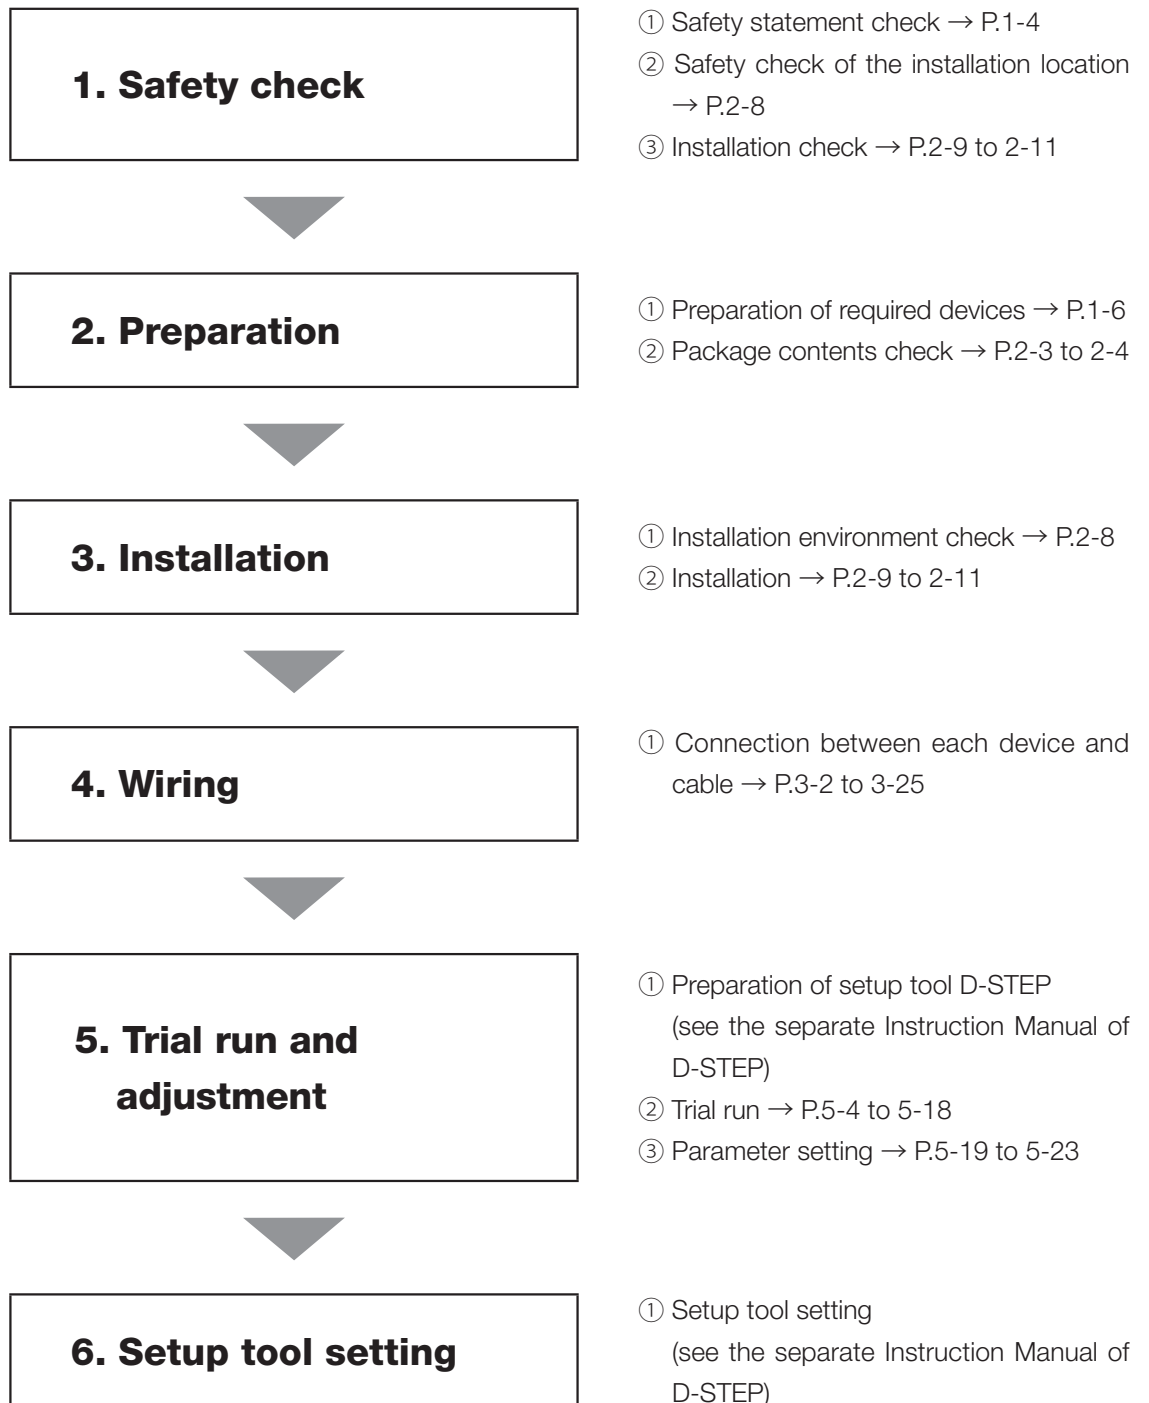 1. Safety check
① Safety statement check → P.1-4
② Safety check of the installation location
→ P.2-8
③ Installation check → P.2-9 to 2-11
2. Preparation
① Preparation of required devices → P.1-6
② Package contents check → P.2-3 to 2-4
3. Installation
① Installation environment check → P.2-8
② Installation → P.2-9 to 2-11
4. Wiring
① Connection between each device and
cable → P.3-2 to 3-25
5. Trial run and
adjustment
① Preparation of setup tool D-STEP
(see the separate Instruction Manual of
D-STEP)
② Trial run → P.5-4 to 5-18
③ Parameter setting → P.5-19 to 5-23
6. Setup tool setting
① Setup tool setting
(see the separate Instruction Manual of
D-STEP)